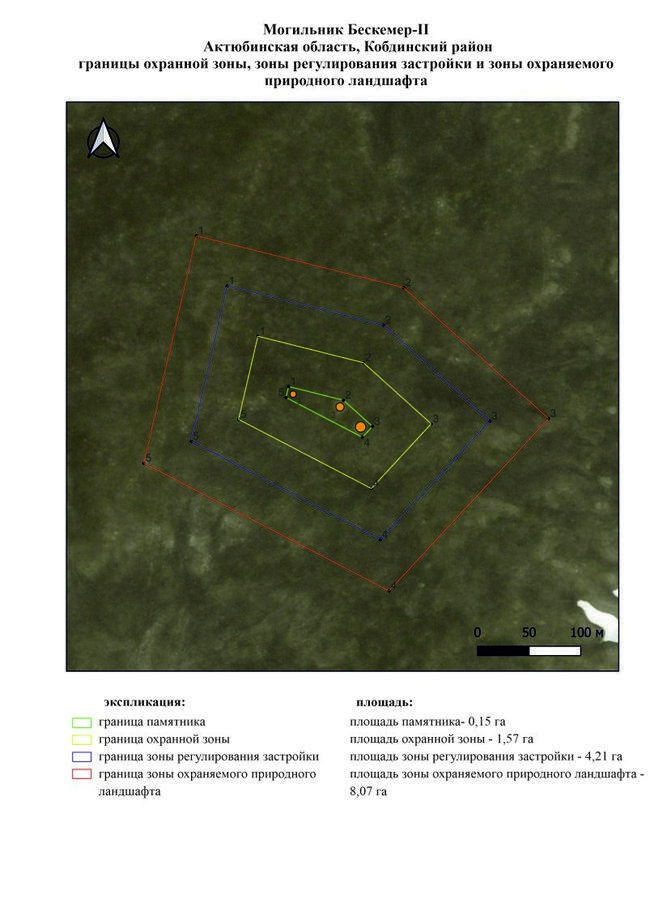 Могильник Бескемер-II
Актюбинская область, Кобдинский район
границы охранной зоны, зоны регулирования застройки и зоны охраняемого
природного ландшафта
1
2
1
2
1
2
1
2
3
3
3
3
4
5
5
5
4
4
4
0 50 100 м
экспликация: площадь:
граница памятника площадь памятника- 0,15 га
граница охранной зоны площадь охранной зоны - 1,57 га
граница зоны регулирования застройки площадь зоны регулирования застройки - 4,21 га
граница зоны охраняемого природного площадь зоны охраняемого природного ландшафта -
ландшафта 8,07 га